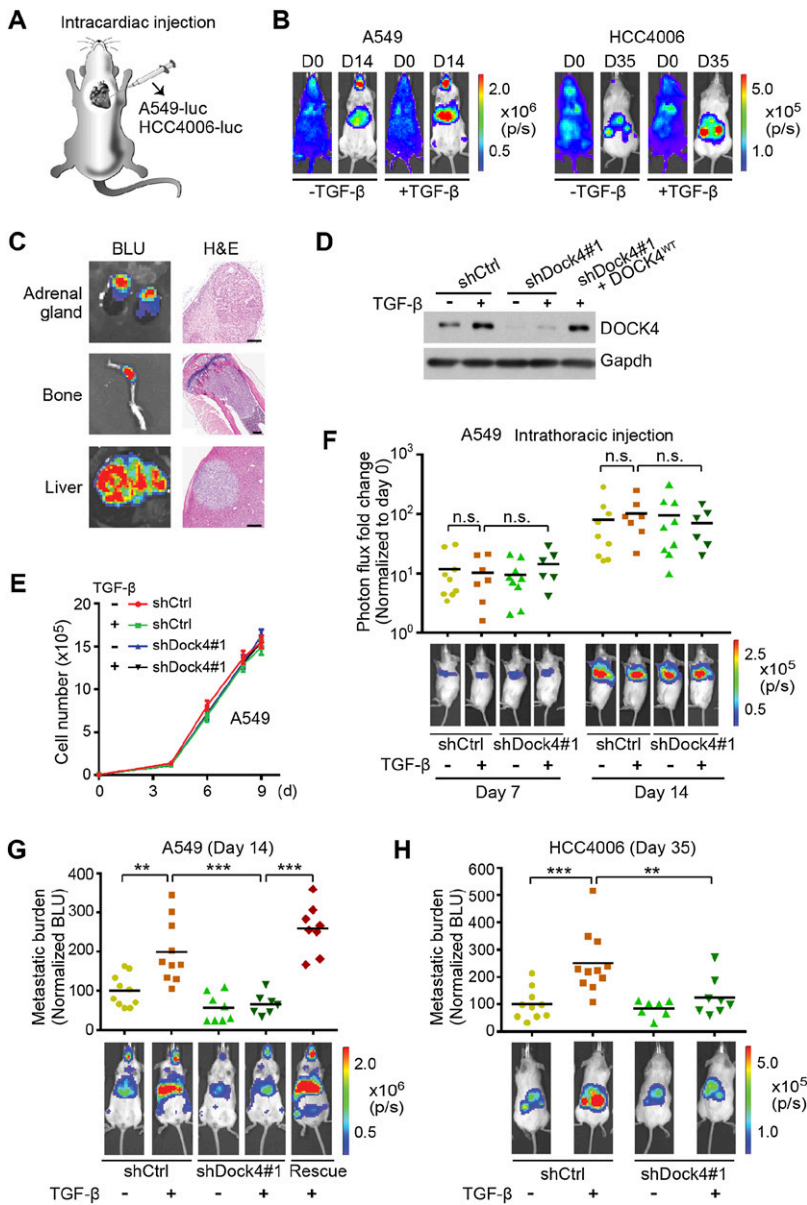 A
Intracardiac injection
A549-luc
HCC4006-luc
B
A549
HCC4006
D0 D14 D0 D14
D0 D35 D0 D35
2.0
x10⁶
(p/s)
0.5
5.0
x10⁵
(p/s)
1.0
-TGF-β +TGF-β
-TGF-β +TGF-β
C
BLU H&E
Adrenal
gland
Bone
Liver
D
shCtrl
shDock4#1
shDock4#1
+ DOCK4ᵂᵀ
TGF-β - + - + +
DOCK4
Gapdh
E
TGF-β
- shCtrl
+ shCtrl
- shDock4#1
+ shDock4#1
Cell number (x10⁵)
20
15
10
5
0
0 3 6 9 (d)
A549
F
A549 Intrathoracic injection
Photon flux fold change
(Normalized to day 0)
10³
10²
10¹
10⁰
n.s. n.s.
n.s. n.s.
2.5
x10⁵
(p/s)
0.5
shCtrl shDock4#1 shCtrl shDock4#1
TGF-β - + - + - + - +
Day 7 Day 14
G
A549 (Day 14)
Metastatic burden
(Normalized BLU)
400
300
200
100
0
** *** ***
2.0
x10⁶
(p/s)
0.5
shCtrl shDock4#1 Rescue
TGF-β - + - + +
H
HCC4006 (Day 35)
Metastatic burden
(Normalized BLU)
600
500
400
300
200
100
0
*** **
5.0
x10⁵
(p/s)
1.0
shCtrl shDock4#1
TGF-β - + - +